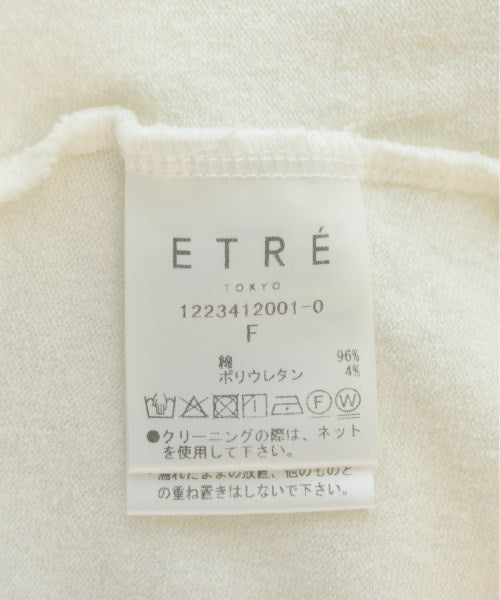 ETRÉ
TOKYO
1223412001-0
F
綿 96%
ポリウレタン 4%
F W
●クリーニングの際は、ネット
を使用して下さい。
濡れたままの放置、他のものと
の重ね置きはしないで下さい。